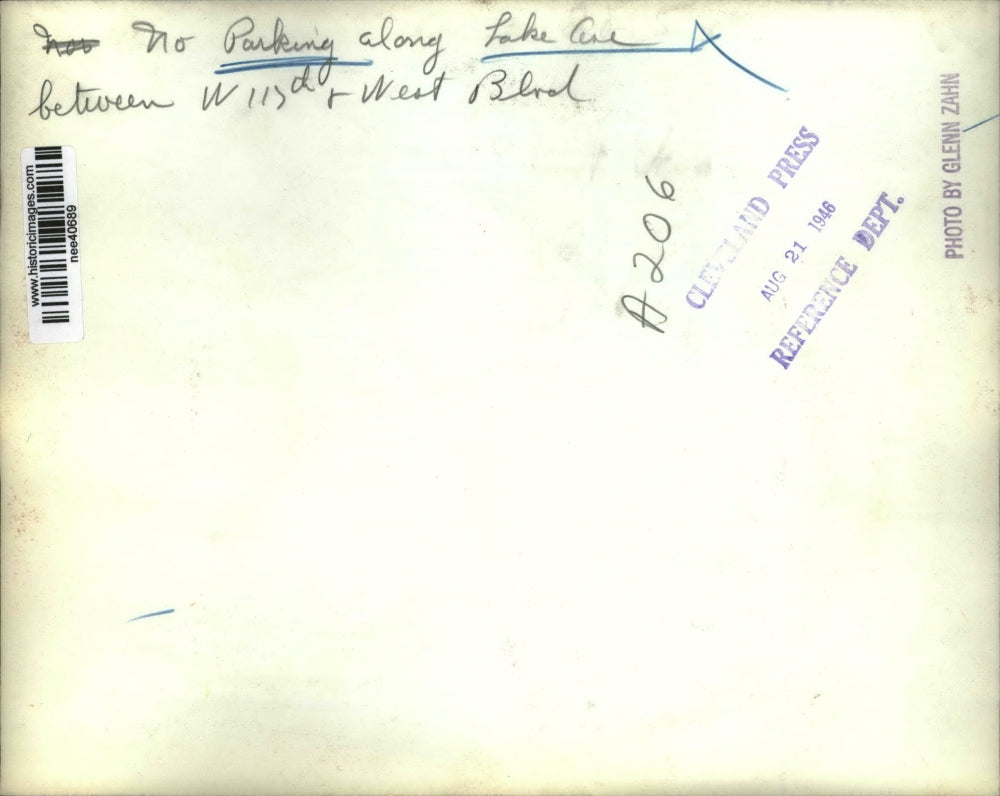 No Parking along Lake Ave
between W 115th & West Blvd
www.historicimages.com
nee40689
A206
CLEVELAND PRESS
AUG 21 1946
REFERENCE DEPT.
PHOTO BY GLENN ZAHN